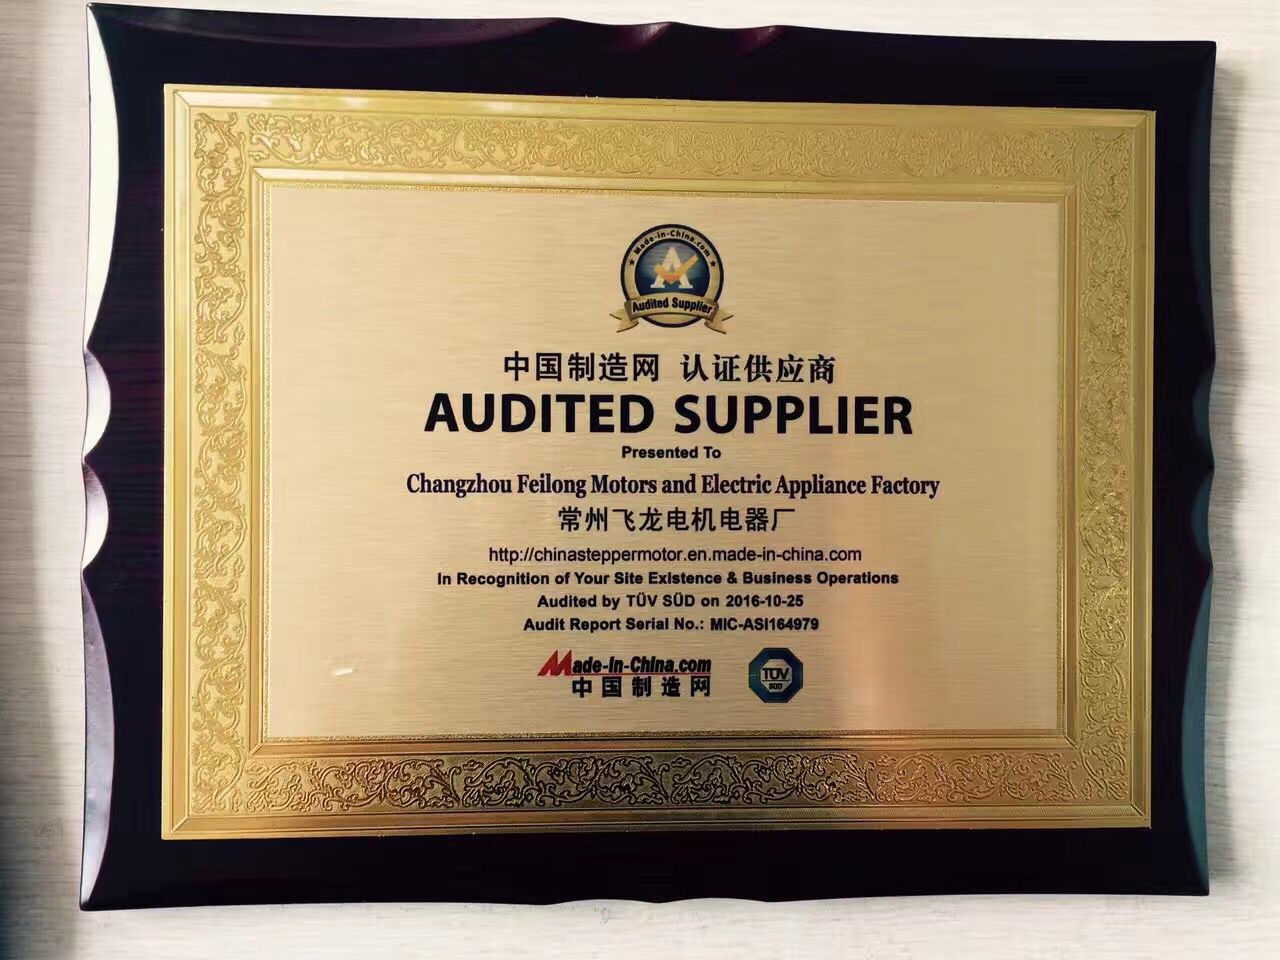 Made-in-China.com
A
Audited Supplier
中国制造网 认证供应商
AUDITED SUPPLIER
Presented To
Changzhou Feilong Motors and Electric Appliance Factory
常州飞龙电机电器厂
http://chinasteppermotor.en.made-in-china.com
In Recognition of Your Site Existence & Business Operations
Audited by TÜV SÜD on 2016-10-25
Audit Report Serial No.: MIC-ASI164979
Made-in-China.com
中国制造网
TÜV
SÜD